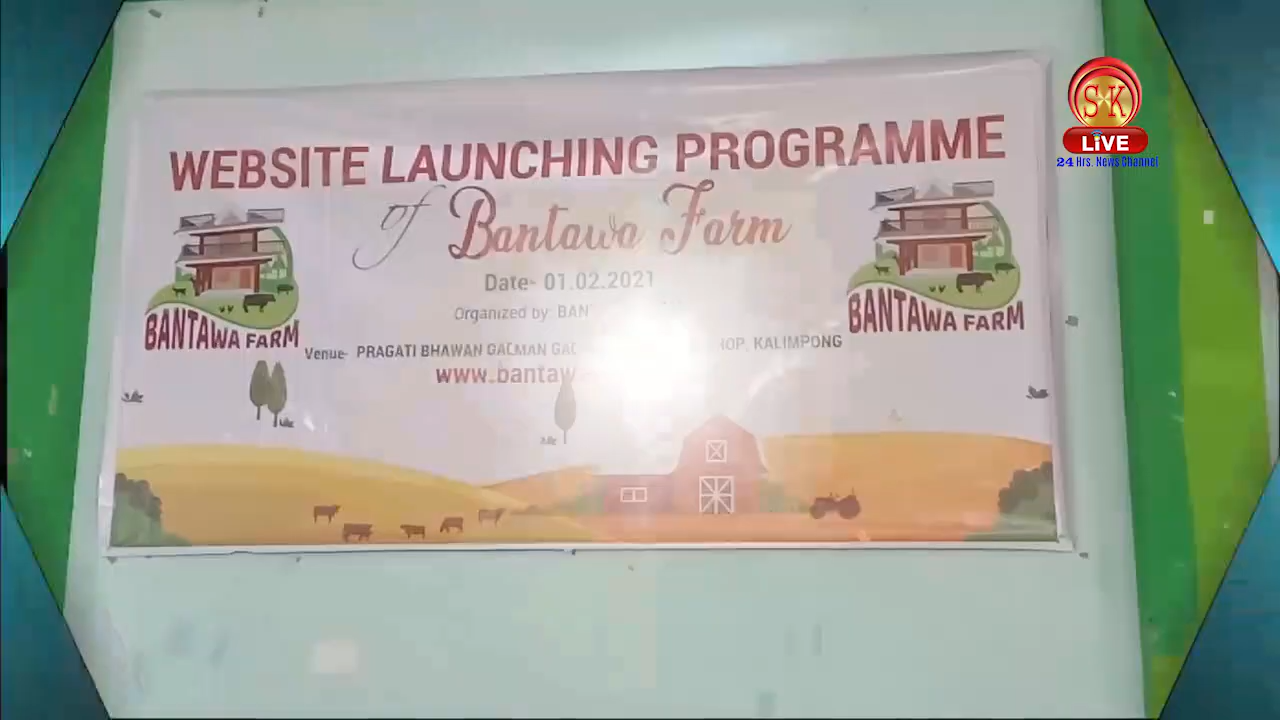 WEBSITE LAUNCHING PROGRAMME
of Bantawa Farm
Date- 01.02.2021
Organized by: BAN
Venue- PRAGATI BHAWAN
KALIMPONG
www.bantaw
BANTAWA FARM
BANTAWA FARM
SK
LiVE
24 Hrs. News Channel